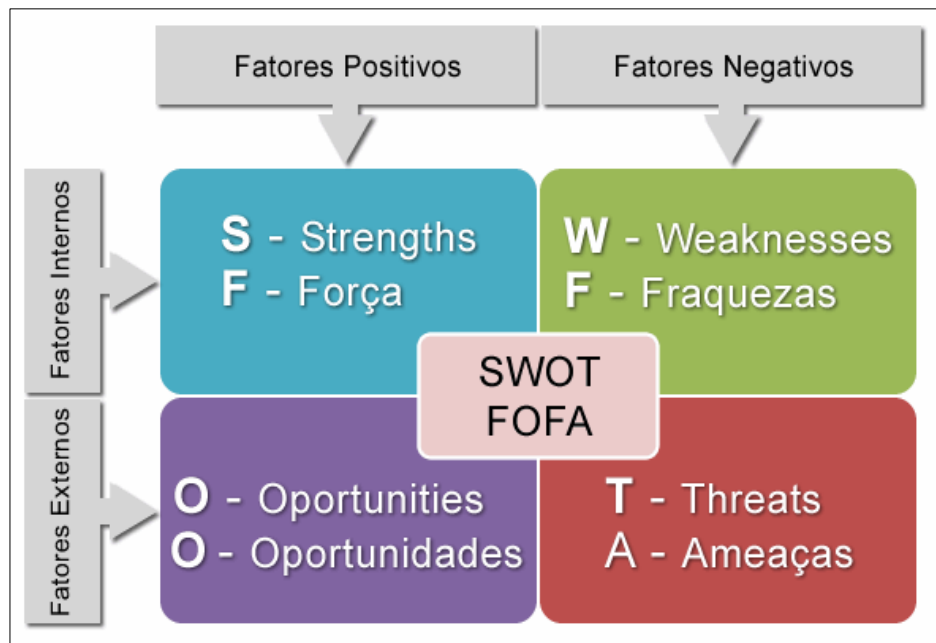 Fatores Positivos
Fatores Negativos
Fatores Internos
S - Strengths
F - Força
W - Weaknesses
F - Fraquezas
SWOT
FOFA
Fatores Externos
O - Oportunities
O - Oportunidades
T - Threats
A - Ameaças